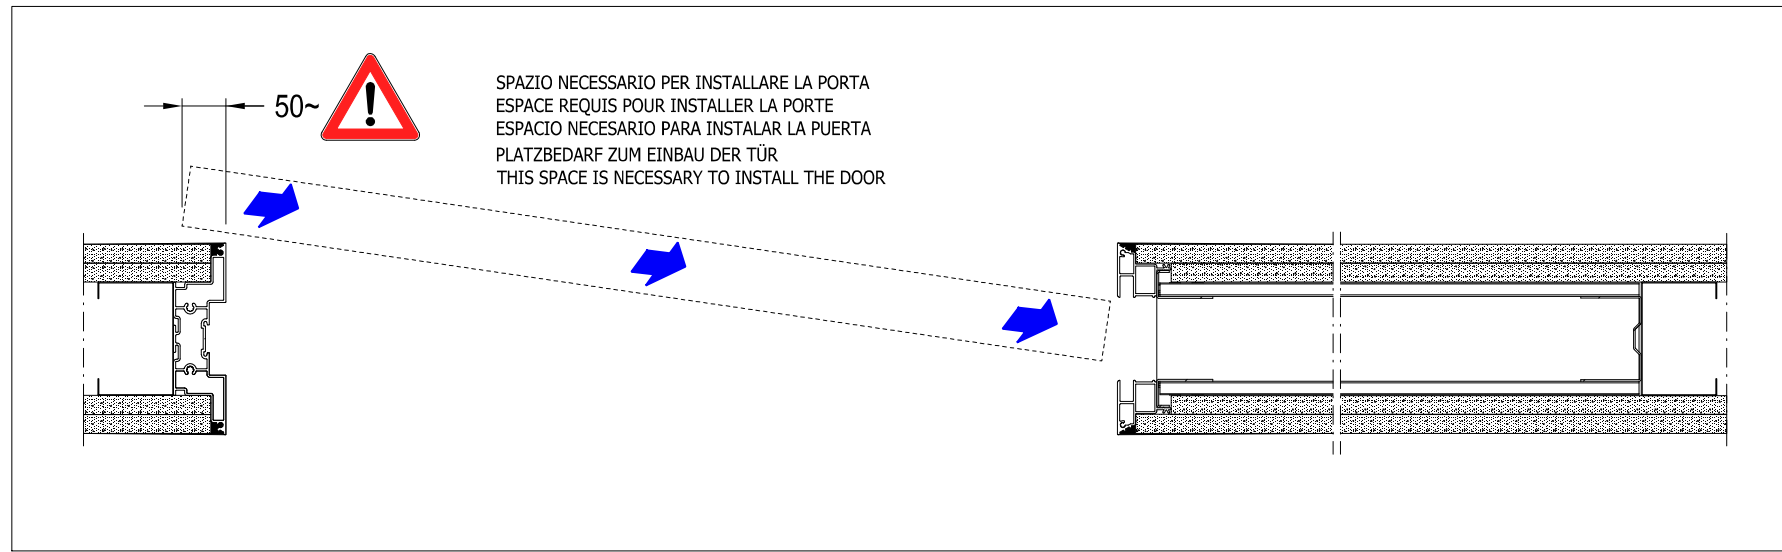 50~
SPAZIO NECESSARIO PER INSTALLARE LA PORTA
ESPACE REQUIS POUR INSTALLER LA PORTE
ESPACIO NECESARIO PARA INSTALAR LA PUERTA
PLATZBEDARF ZUM EINBAU DER TÜR
THIS SPACE IS NECESSARY TO INSTALL THE DOOR